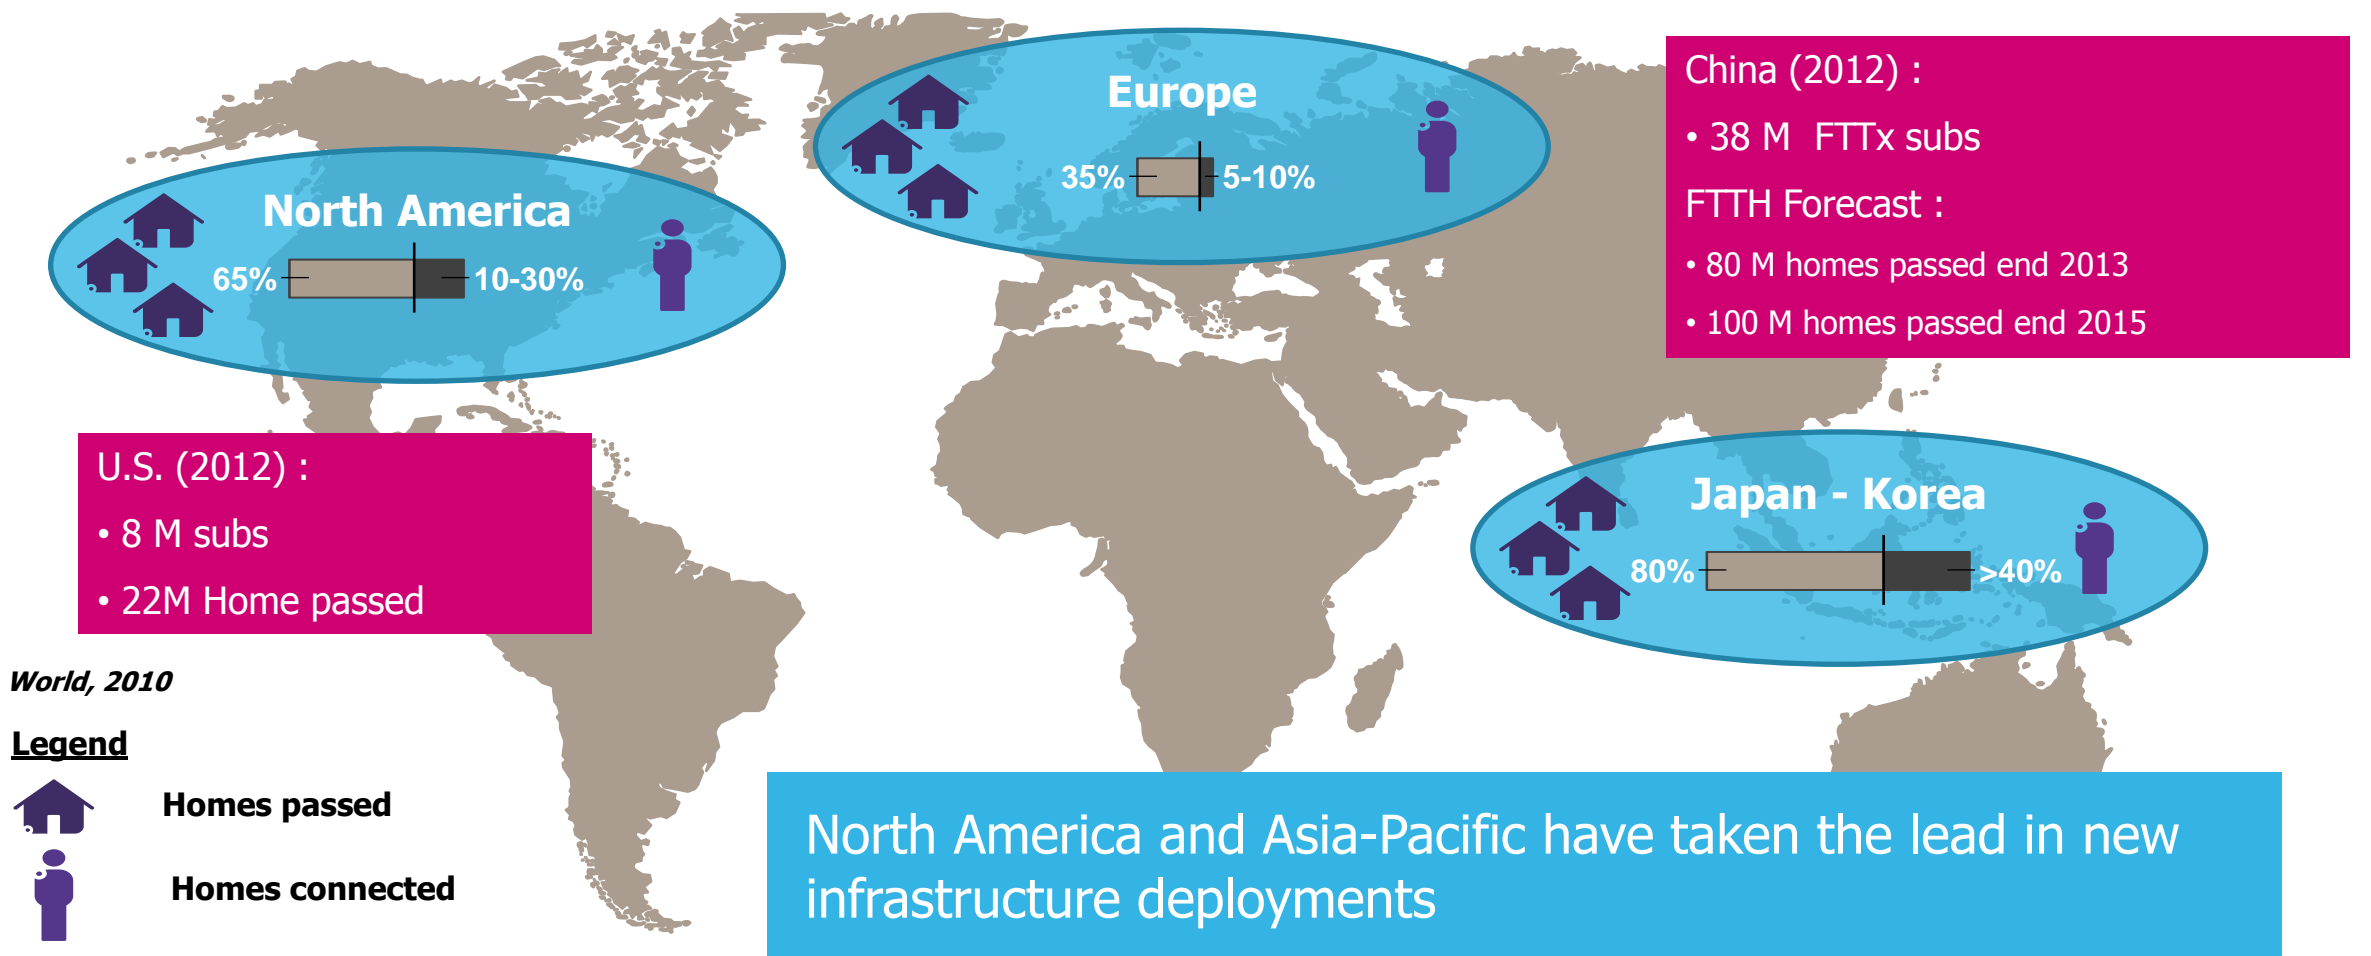 Europe
35%
5-10%
China (2012) :
• 38 M  FTTx subs
FTTH Forecast :
• 80 M homes passed end 2013
• 100 M homes passed end 2015
North America
65%
10-30%
U.S. (2012) :
• 8 M subs
• 22M Home passed
Japan - Korea
80%
>40%
World, 2010
Legend
Homes passed
Homes connected
North America and Asia-Pacific have taken the lead in new
infrastructure deployments